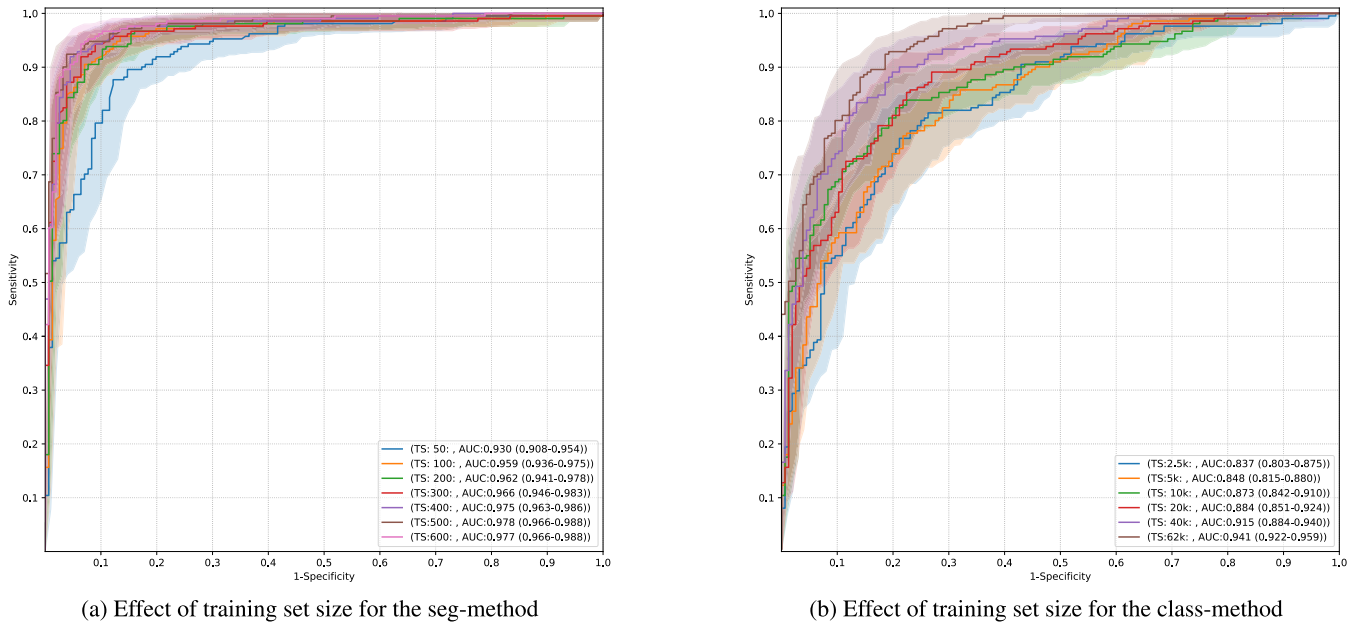 1.0
0.9
0.8
0.7
0.6
0.5
0.4
0.3
0.2
0.1
Sensitivity
(TS: 50: , AUC:0.930 (0.908-0.954))
(TS: 100: , AUC:0.959 (0.936-0.975))
(TS: 200: , AUC:0.962 (0.941-0.978))
(TS:300: , AUC:0.966 (0.946-0.983))
(TS:400: , AUC:0.975 (0.963-0.986))
(TS:500: , AUC:0.978 (0.966-0.988))
(TS:600: , AUC:0.977 (0.966-0.988))
0.1 0.2 0.3 0.4 0.5 0.6 0.7 0.8 0.9 1.0
1-Specificity
(a) Effect of training set size for the seg-method
1.0
0.9
0.8
0.7
0.6
0.5
0.4
0.3
0.2
0.1
Sensitivity
(TS:2.5k: , AUC:0.837 (0.803-0.875))
(TS:5k: , AUC:0.848 (0.815-0.880))
(TS: 10k: , AUC:0.873 (0.842-0.910))
(TS: 20k: , AUC:0.884 (0.851-0.924))
(TS: 40k: , AUC:0.915 (0.884-0.940))
(TS:62k: , AUC:0.941 (0.922-0.959))
0.1 0.2 0.3 0.4 0.5 0.6 0.7 0.8 0.9 1.0
1-Specificity
(b) Effect of training set size for the class-method